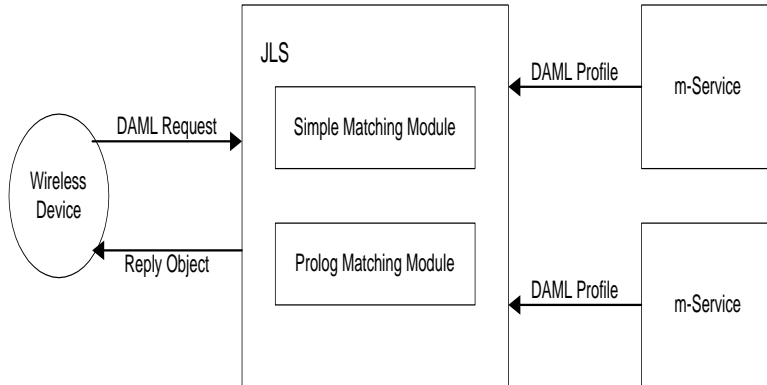 JLS
DAML Profile
m-Service
DAML Request
Simple Matching Module
Wireless
Device
Reply Object
Prolog Matching Module
DAML Profile
m-Service